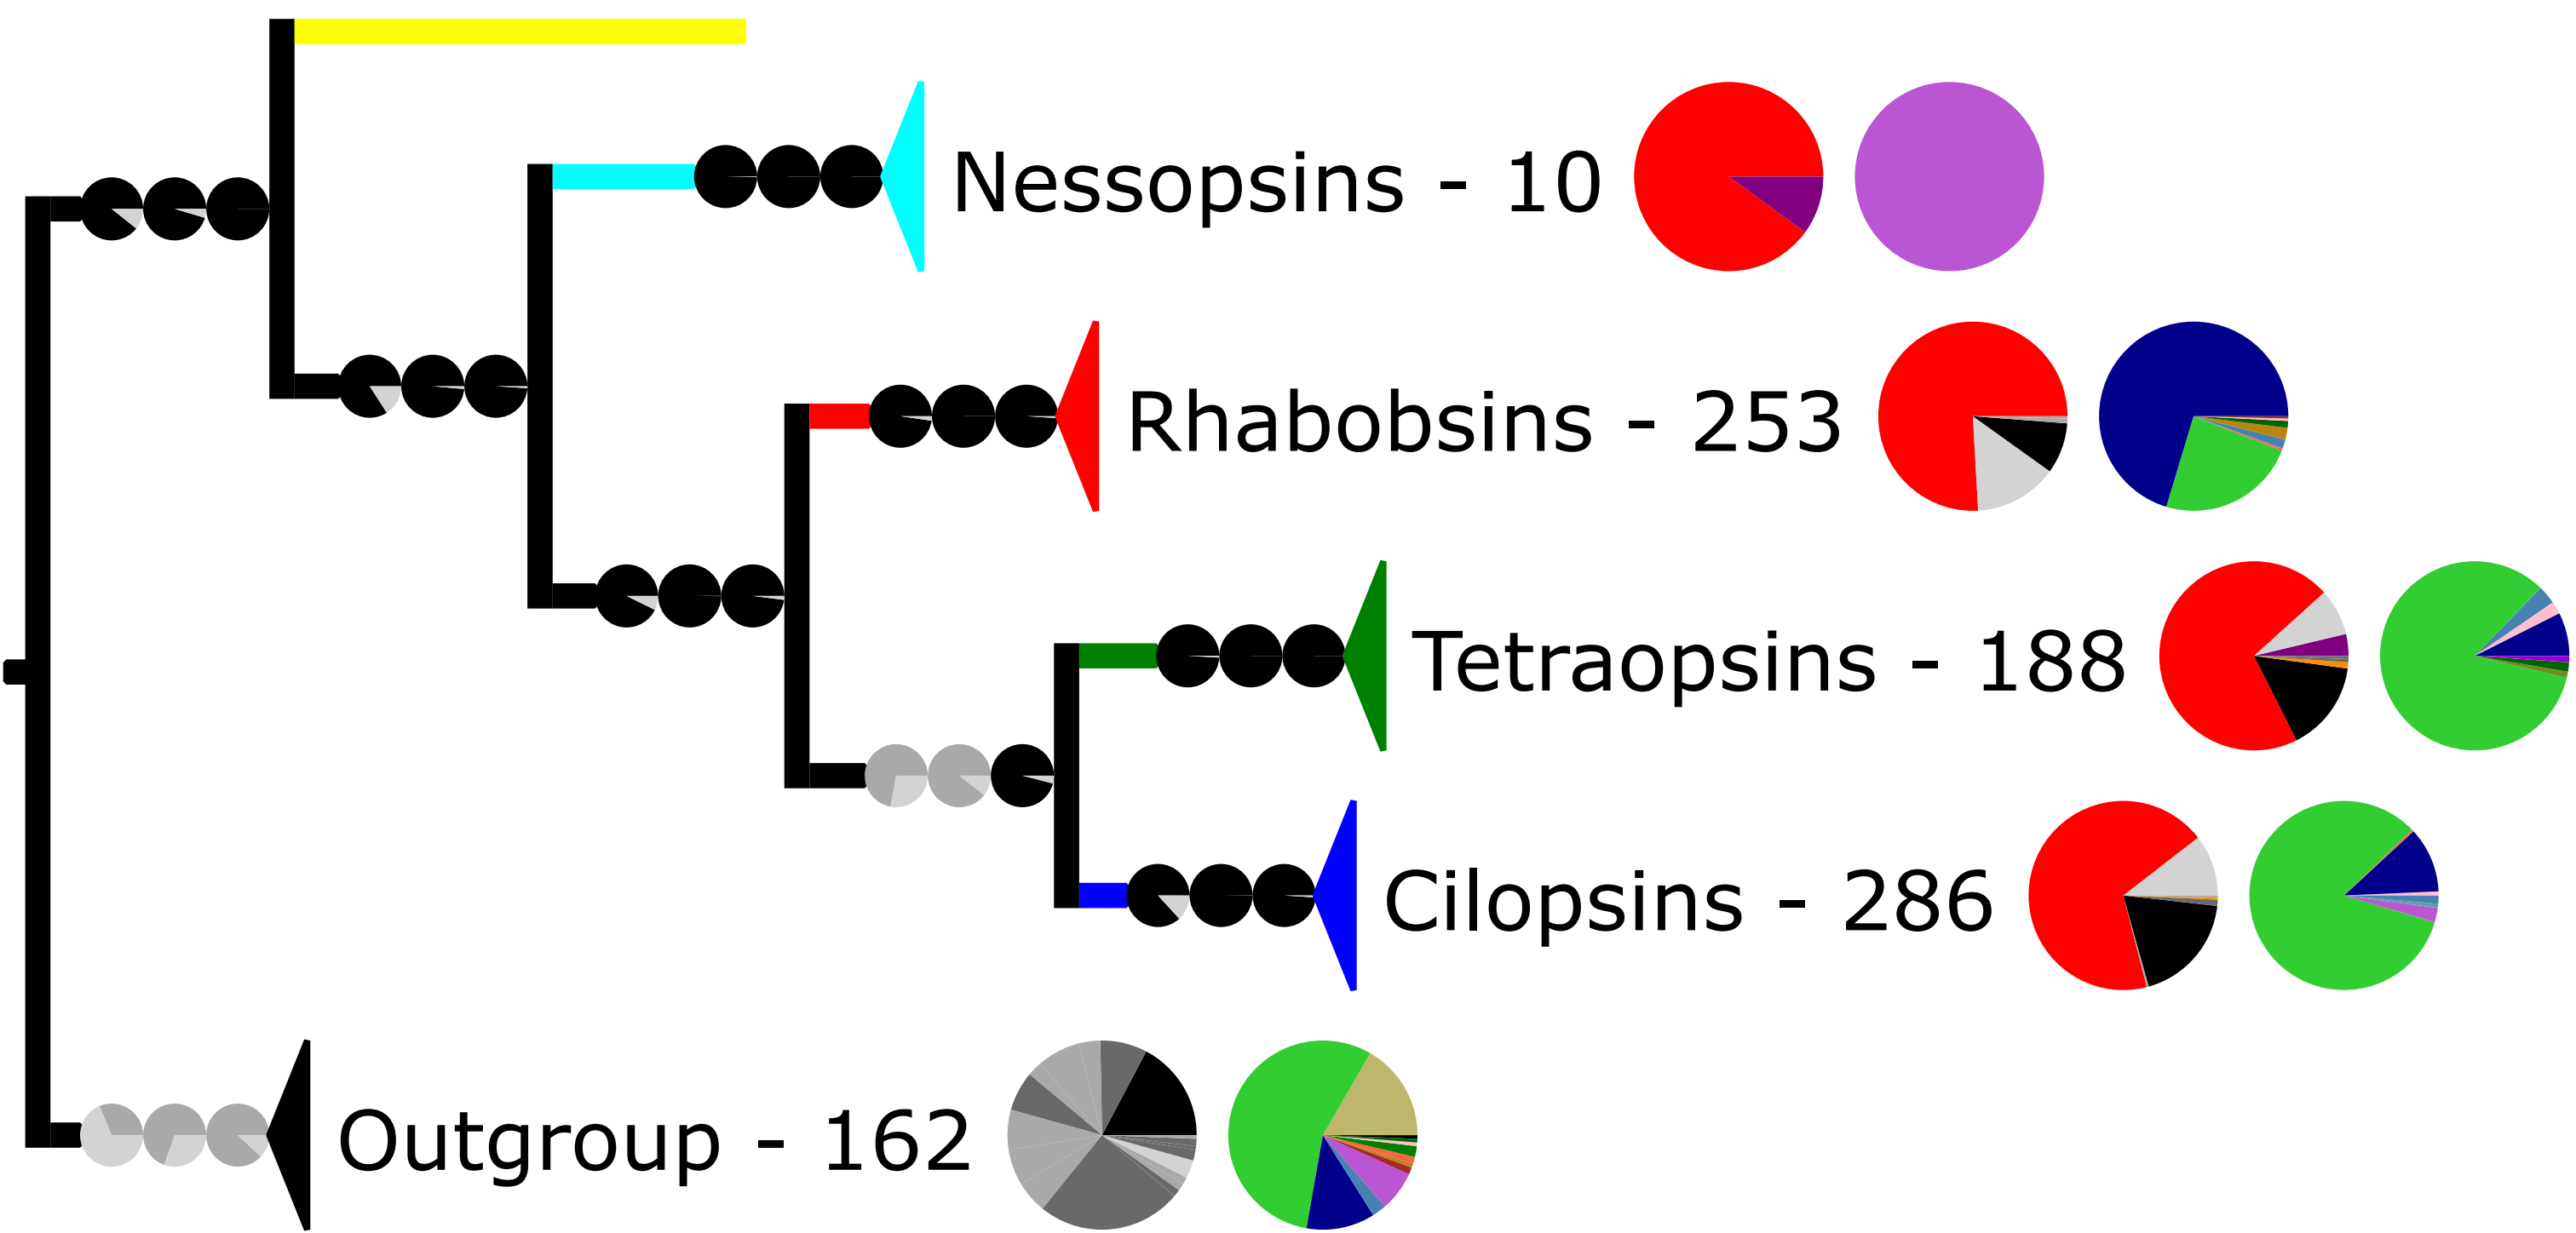 Nessopsins - 10
Rhabobsins - 253
Tetraopsins - 188
Cilopsins - 286
Outgroup - 162